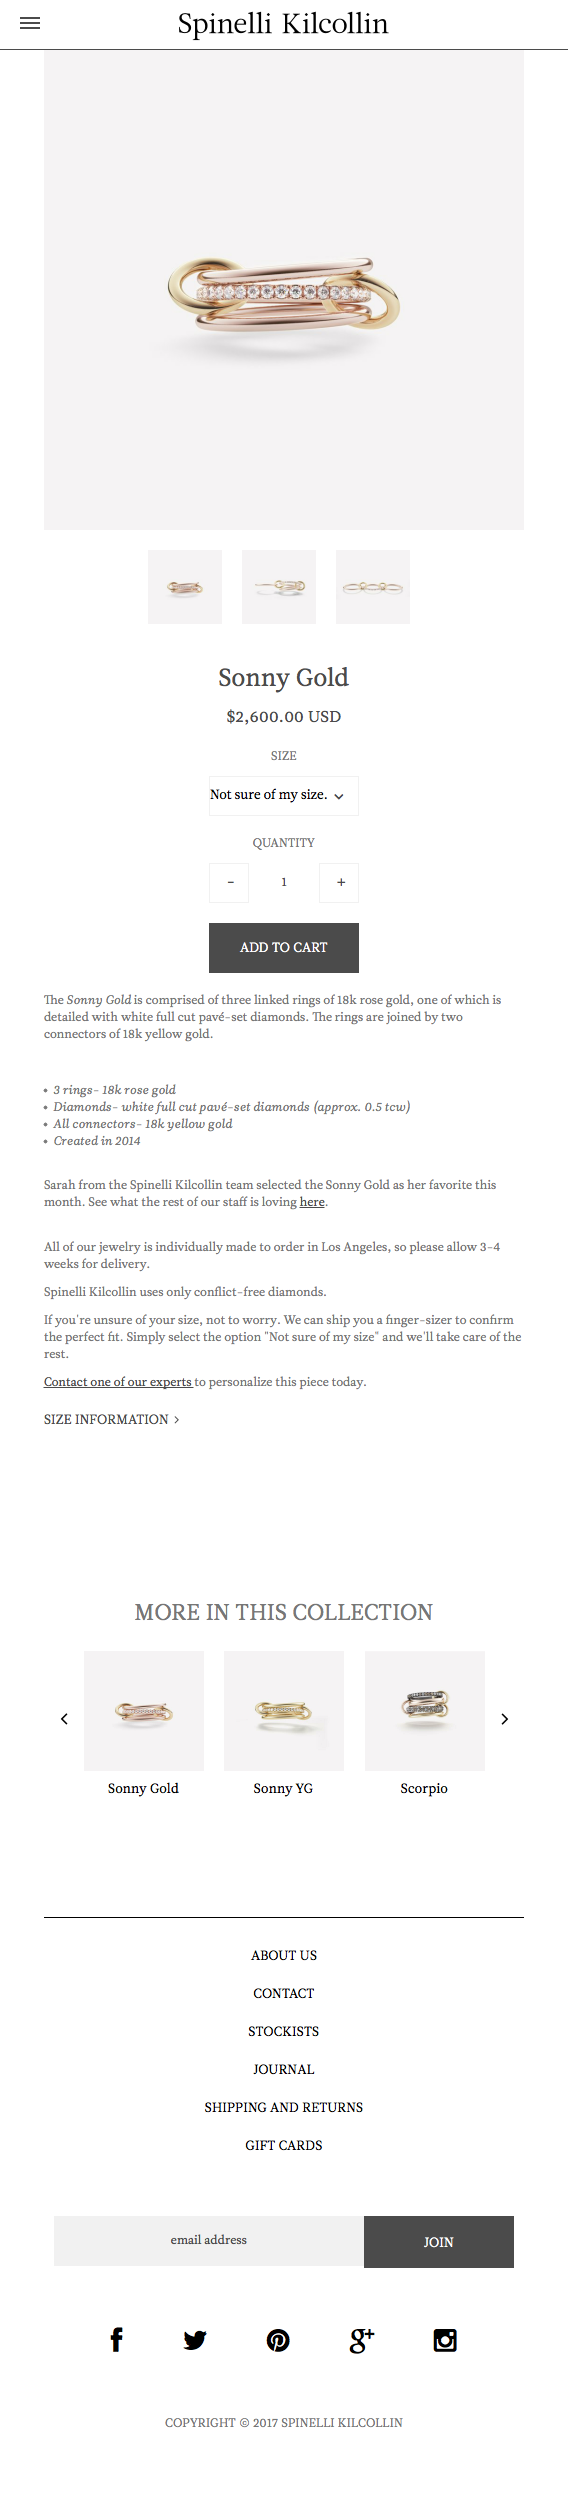 Spinelli Kilcollin
Sonny Gold
$2,600.00 USD
SIZE
Not sure of my size.
QUANTITY
- 1 +
ADD TO CART
The Sonny Gold is comprised of three linked rings of 18k rose gold, one of which is
detailed with white full cut pavé-set diamonds. The rings are joined by two
connectors of 18k yellow gold.
• 3 rings- 18k rose gold
• Diamonds- white full cut pavé-set diamonds (approx. 0.5 tcw)
• All connectors- 18k yellow gold
• Created in 2014
Sarah from the Spinelli Kilcollin team selected the Sonny Gold as her favorite this
month. See what the rest of our staff is loving here.
All of our jewelry is individually made to order in Los Angeles, so please allow 3-4
weeks for delivery.
Spinelli Kilcollin uses only conflict-free diamonds.
If you're unsure of your size, not to worry. We can ship you a finger-sizer to confirm
the perfect fit. Simply select the option "Not sure of my size" and we'll take care of the
rest.
Contact one of our experts to personalize this piece today.
SIZE INFORMATION >
MORE IN THIS COLLECTION
Sonny Gold Sonny YG Scorpio
ABOUT US
CONTACT
STOCKISTS
JOURNAL
SHIPPING AND RETURNS
GIFT CARDS
email address JOIN
COPYRIGHT © 2017 SPINELLI KILCOLLIN